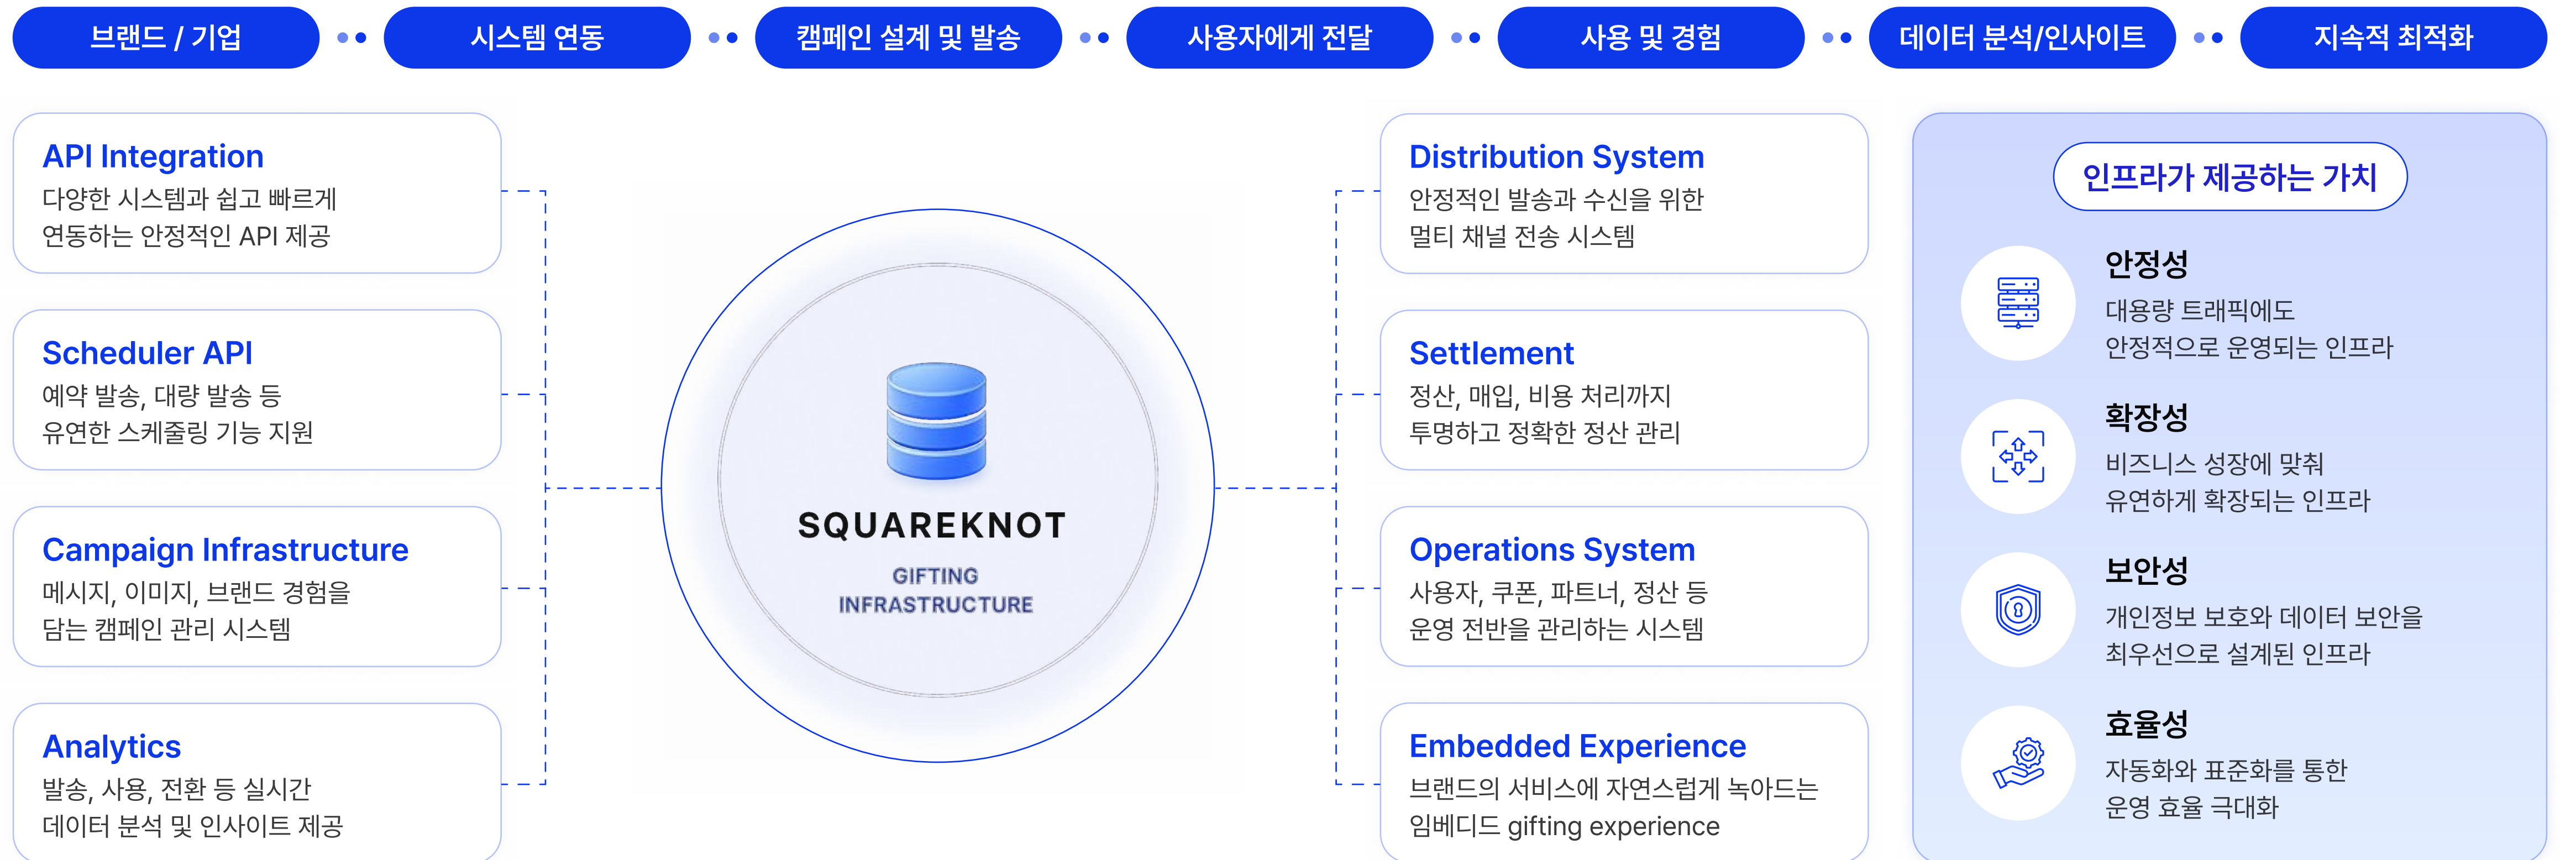 브랜드 / 기업
시스템 연동
캠페인 설계 및 발송
사용자에게 전달
사용 및 경험
데이터 분석/인사이트
지속적 최적화
API Integration
다양한 시스템과 쉽고 빠르게
연동하는 안정적인 API 제공
Scheduler API
예약 발송, 대량 발송 등
유연한 스케줄링 기능 지원
Campaign Infrastructure
메시지, 이미지, 브랜드 경험을
담는 캠페인 관리 시스템
Analytics
발송, 사용, 전환 등 실시간
데이터 분석 및 인사이트 제공
SQUAREKNOT
GIFTING
INFRASTRUCTURE
Distribution System
안정적인 발송과 수신을 위한
멀티 채널 전송 시스템
Settlement
정산, 매입, 비용 처리까지
투명하고 정확한 정산 관리
Operations System
사용자, 쿠폰, 파트너, 정산 등
운영 전반을 관리하는 시스템
Embedded Experience
브랜드의 서비스에 자연스럽게 녹아드는
임베디드 gifting experience
인프라가 제공하는 가치
안정성
대용량 트래픽에도
안정적으로 운영되는 인프라
확장성
비즈니스 성장에 맞춰
유연하게 확장되는 인프라
보안성
개인정보 보호와 데이터 보안을
최우선으로 설계된 인프라
효율성
자동화와 표준화를 통한
운영 효율 극대화